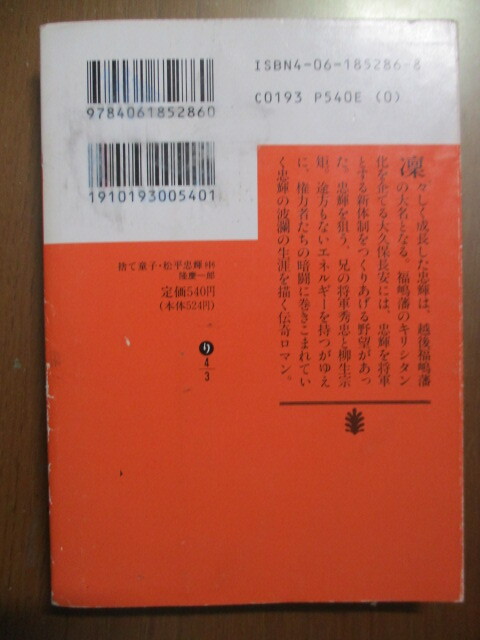 ISBN4-06-185286-8
C0193 P540E (0)
9784061852860
1910193005401
凜々しく成長した忠輝は、越後福嶋藩
の大名となる。福嶋藩のキリシタン
化を企てる大久保長安には、忠輝を将軍
とする新体制をつくりあげる野望があっ
た。忠輝を狙う、兄の将軍秀忠と柳生宗
矩。途方もないエネルギーを持つがゆえ
に、権力者たちの暗闘に巻きこまれてい
く忠輝の波瀾の生涯を描く伝奇ロマン。
捨て童子・松平忠輝
隆慶一郎
定価540円
(本体524円)
り
4
3